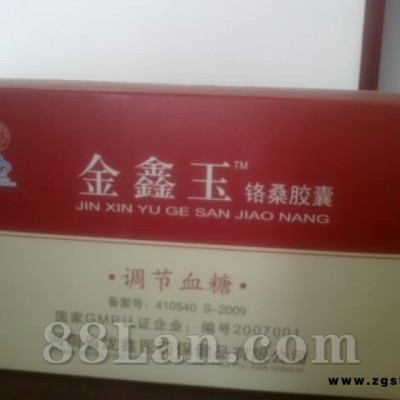 金鑫玉™ 铬桑胶囊
JIN XIN YU GE SAN JIAO NANG
·调节血糖·
备案号：410540 S-2009
国家GMP认证企业：编号2007001
88Lan.com
www.zgs